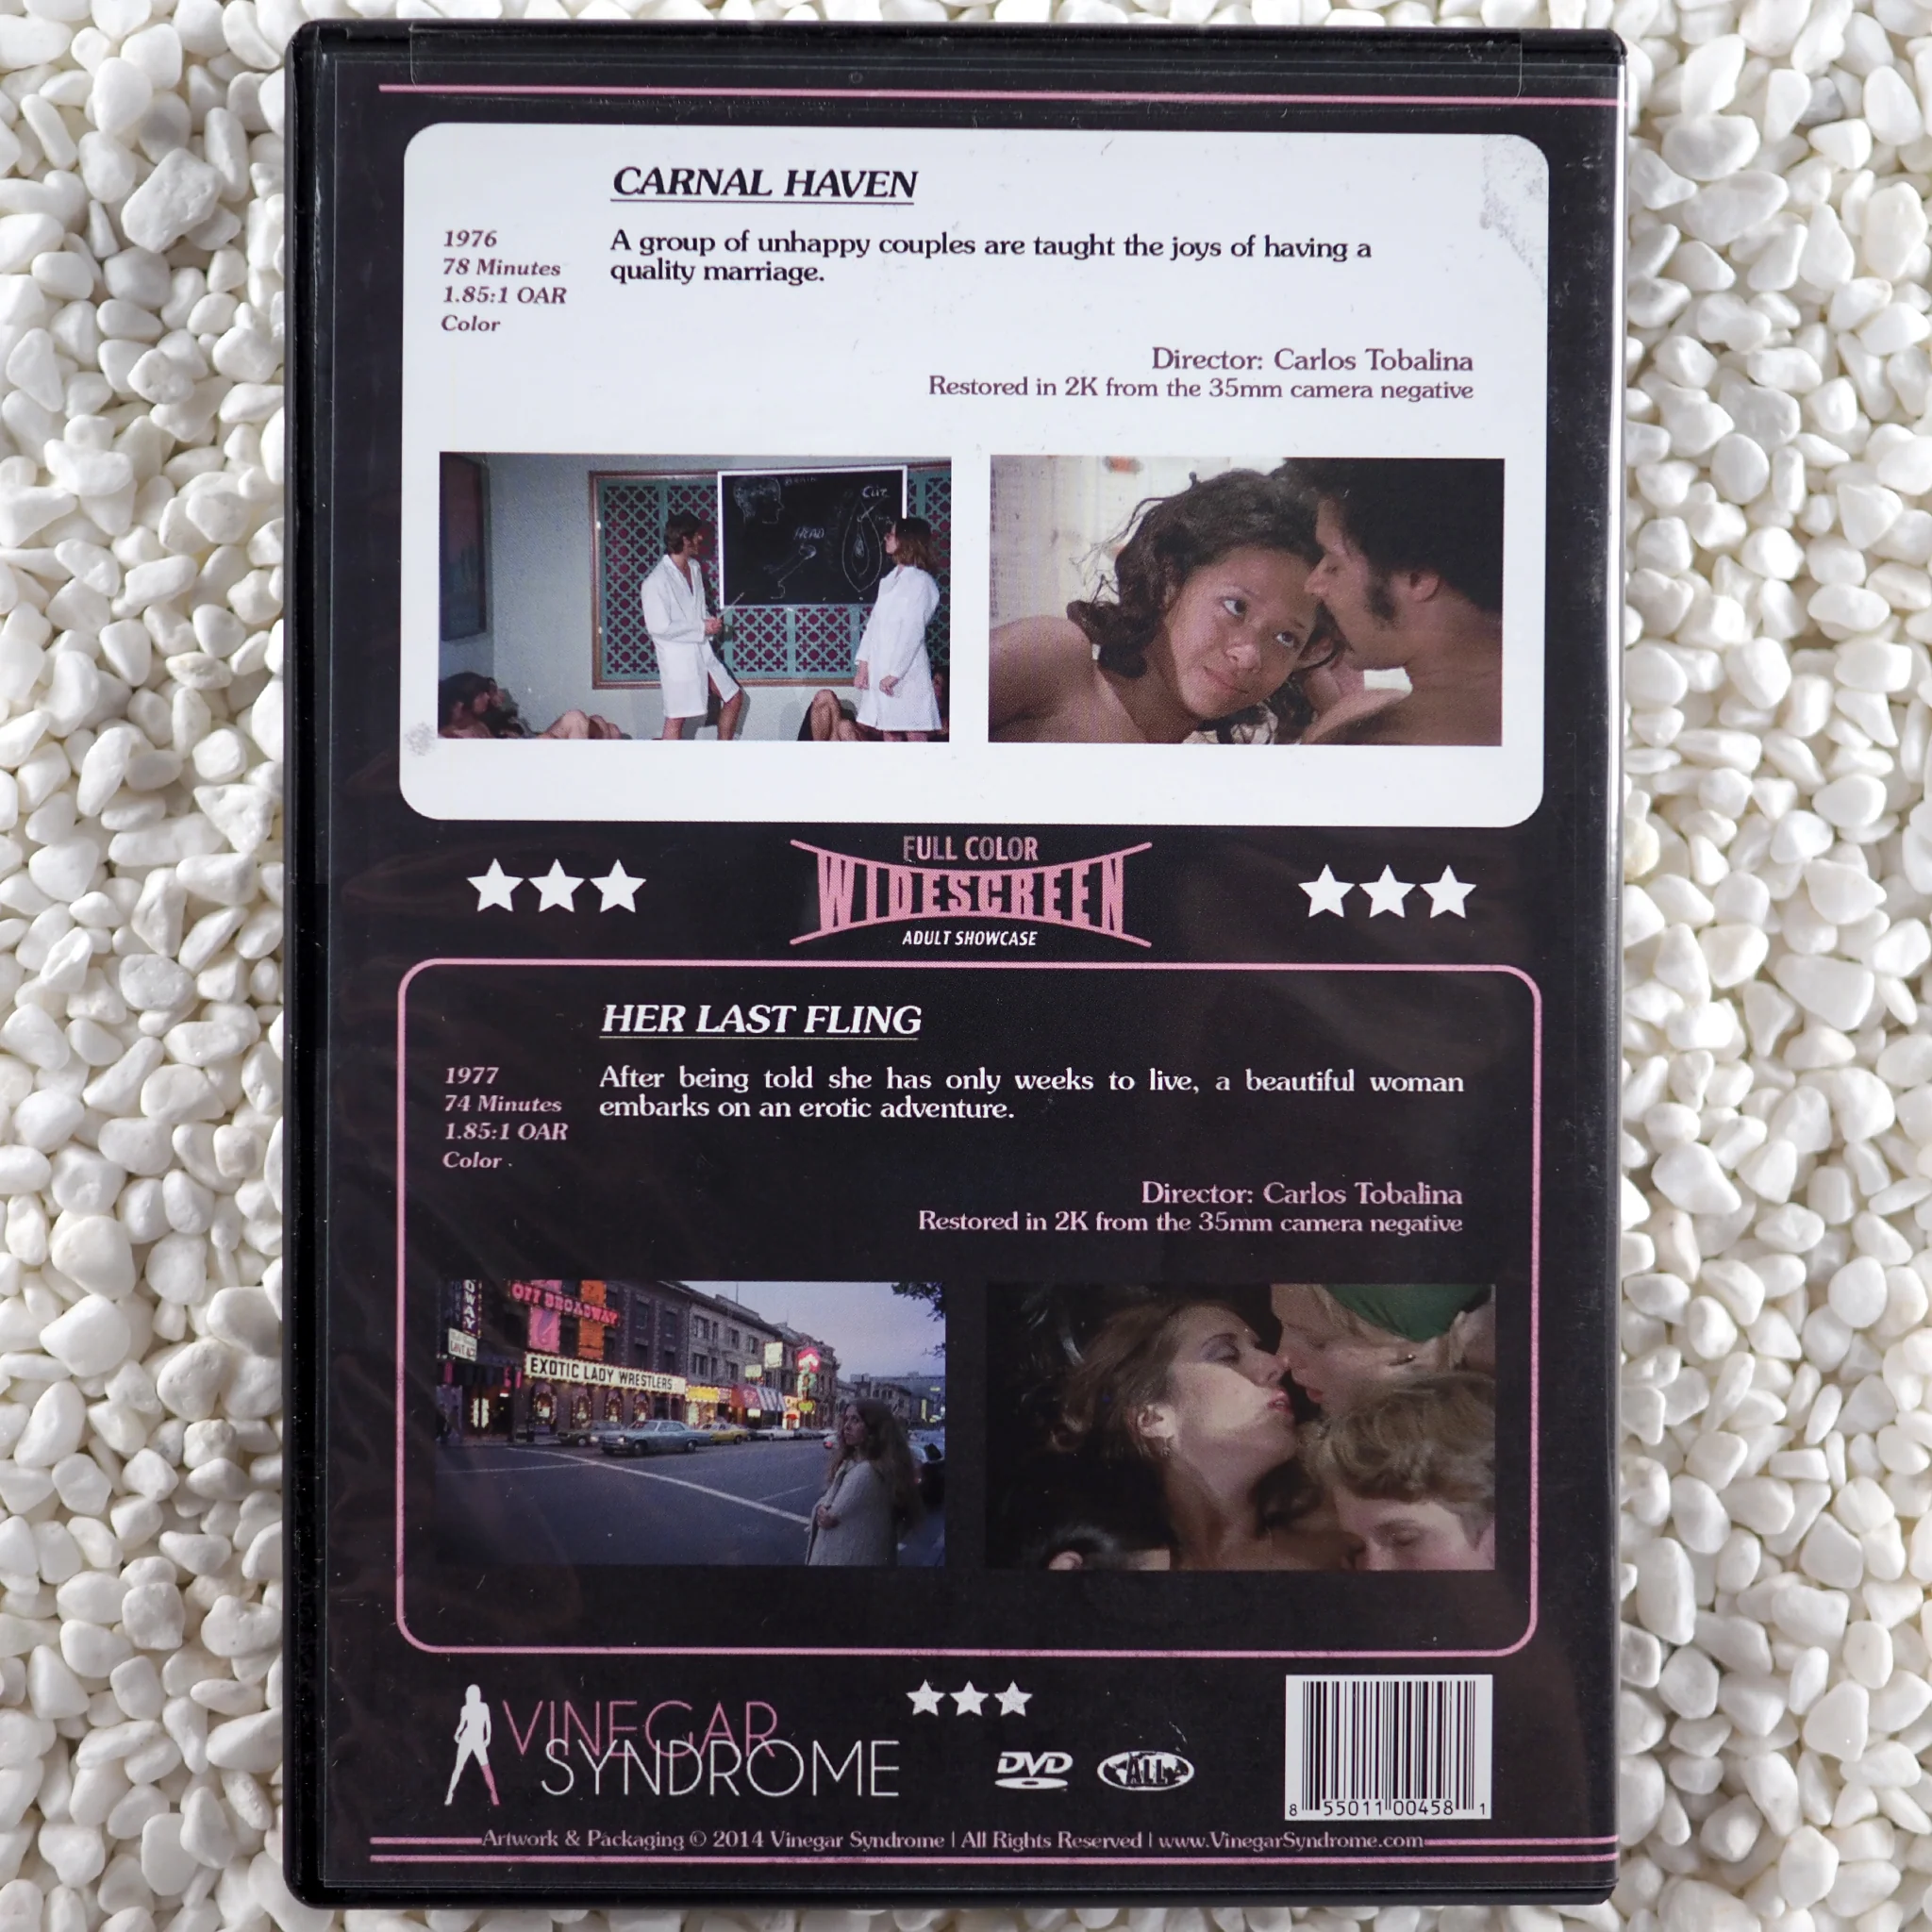 CARNAL HAVEN
1976
78 Minutes
1.85:1 OAR
Color
A group of unhappy couples are taught the joys of having a
quality marriage.
Director: Carlos Tobalina
Restored in 2K from the 35mm camera negative
BRAIN
HEAD
CLIT
FULL COLOR
WIDESCREEN
ADULT SHOWCASE
HER LAST FLING
1977
74 Minutes
1.85:1 OAR
Color
After being told she has only weeks to live, a beautiful woman
embarks on an erotic adventure.
Director: Carlos Tobalina
Restored in 2K from the 35mm camera negative
OFF BROADWAY
EXOTIC LADY WRESTLERS
VINEGAR
SYNDROME
DVD
ALL
8 55011 00458 1
Artwork & Packaging © 2014 Vinegar Syndrome | All Rights Reserved | www.VinegarSyndrome.com